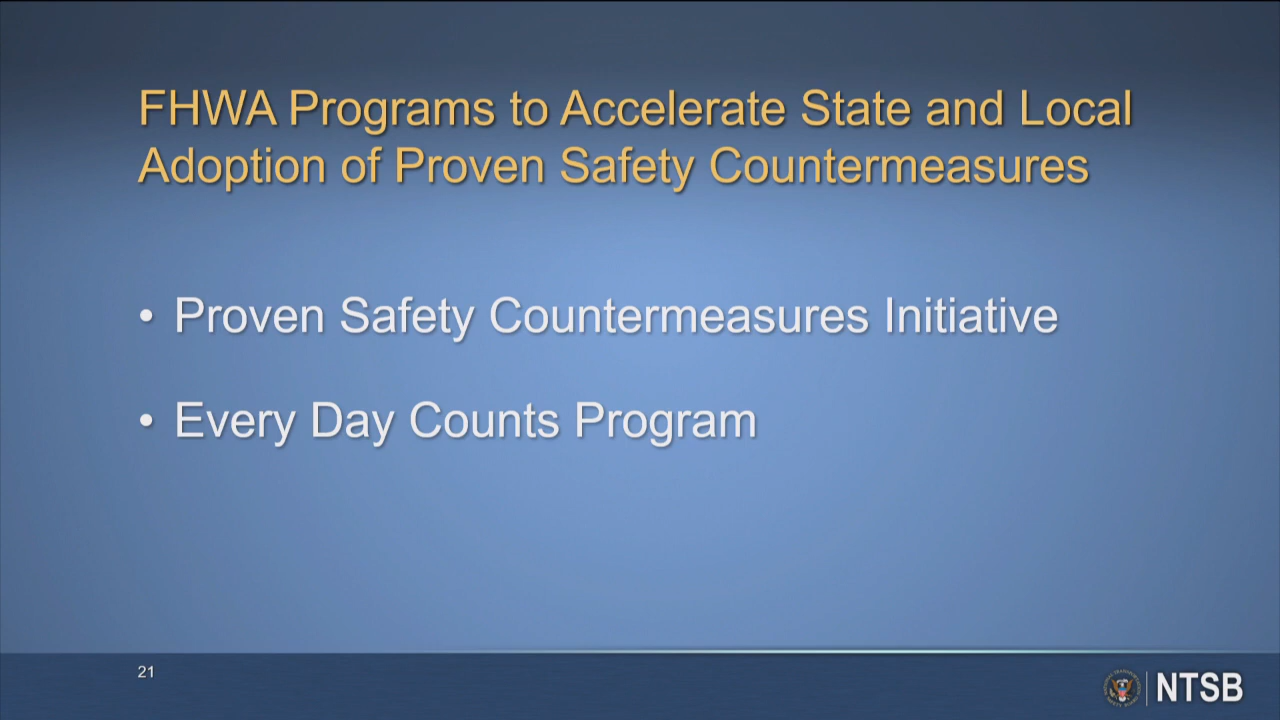 FHWA Programs to Accelerate State and Local
Adoption of Proven Safety Countermeasures
• Proven Safety Countermeasures Initiative
• Every Day Counts Program
21
NTSB